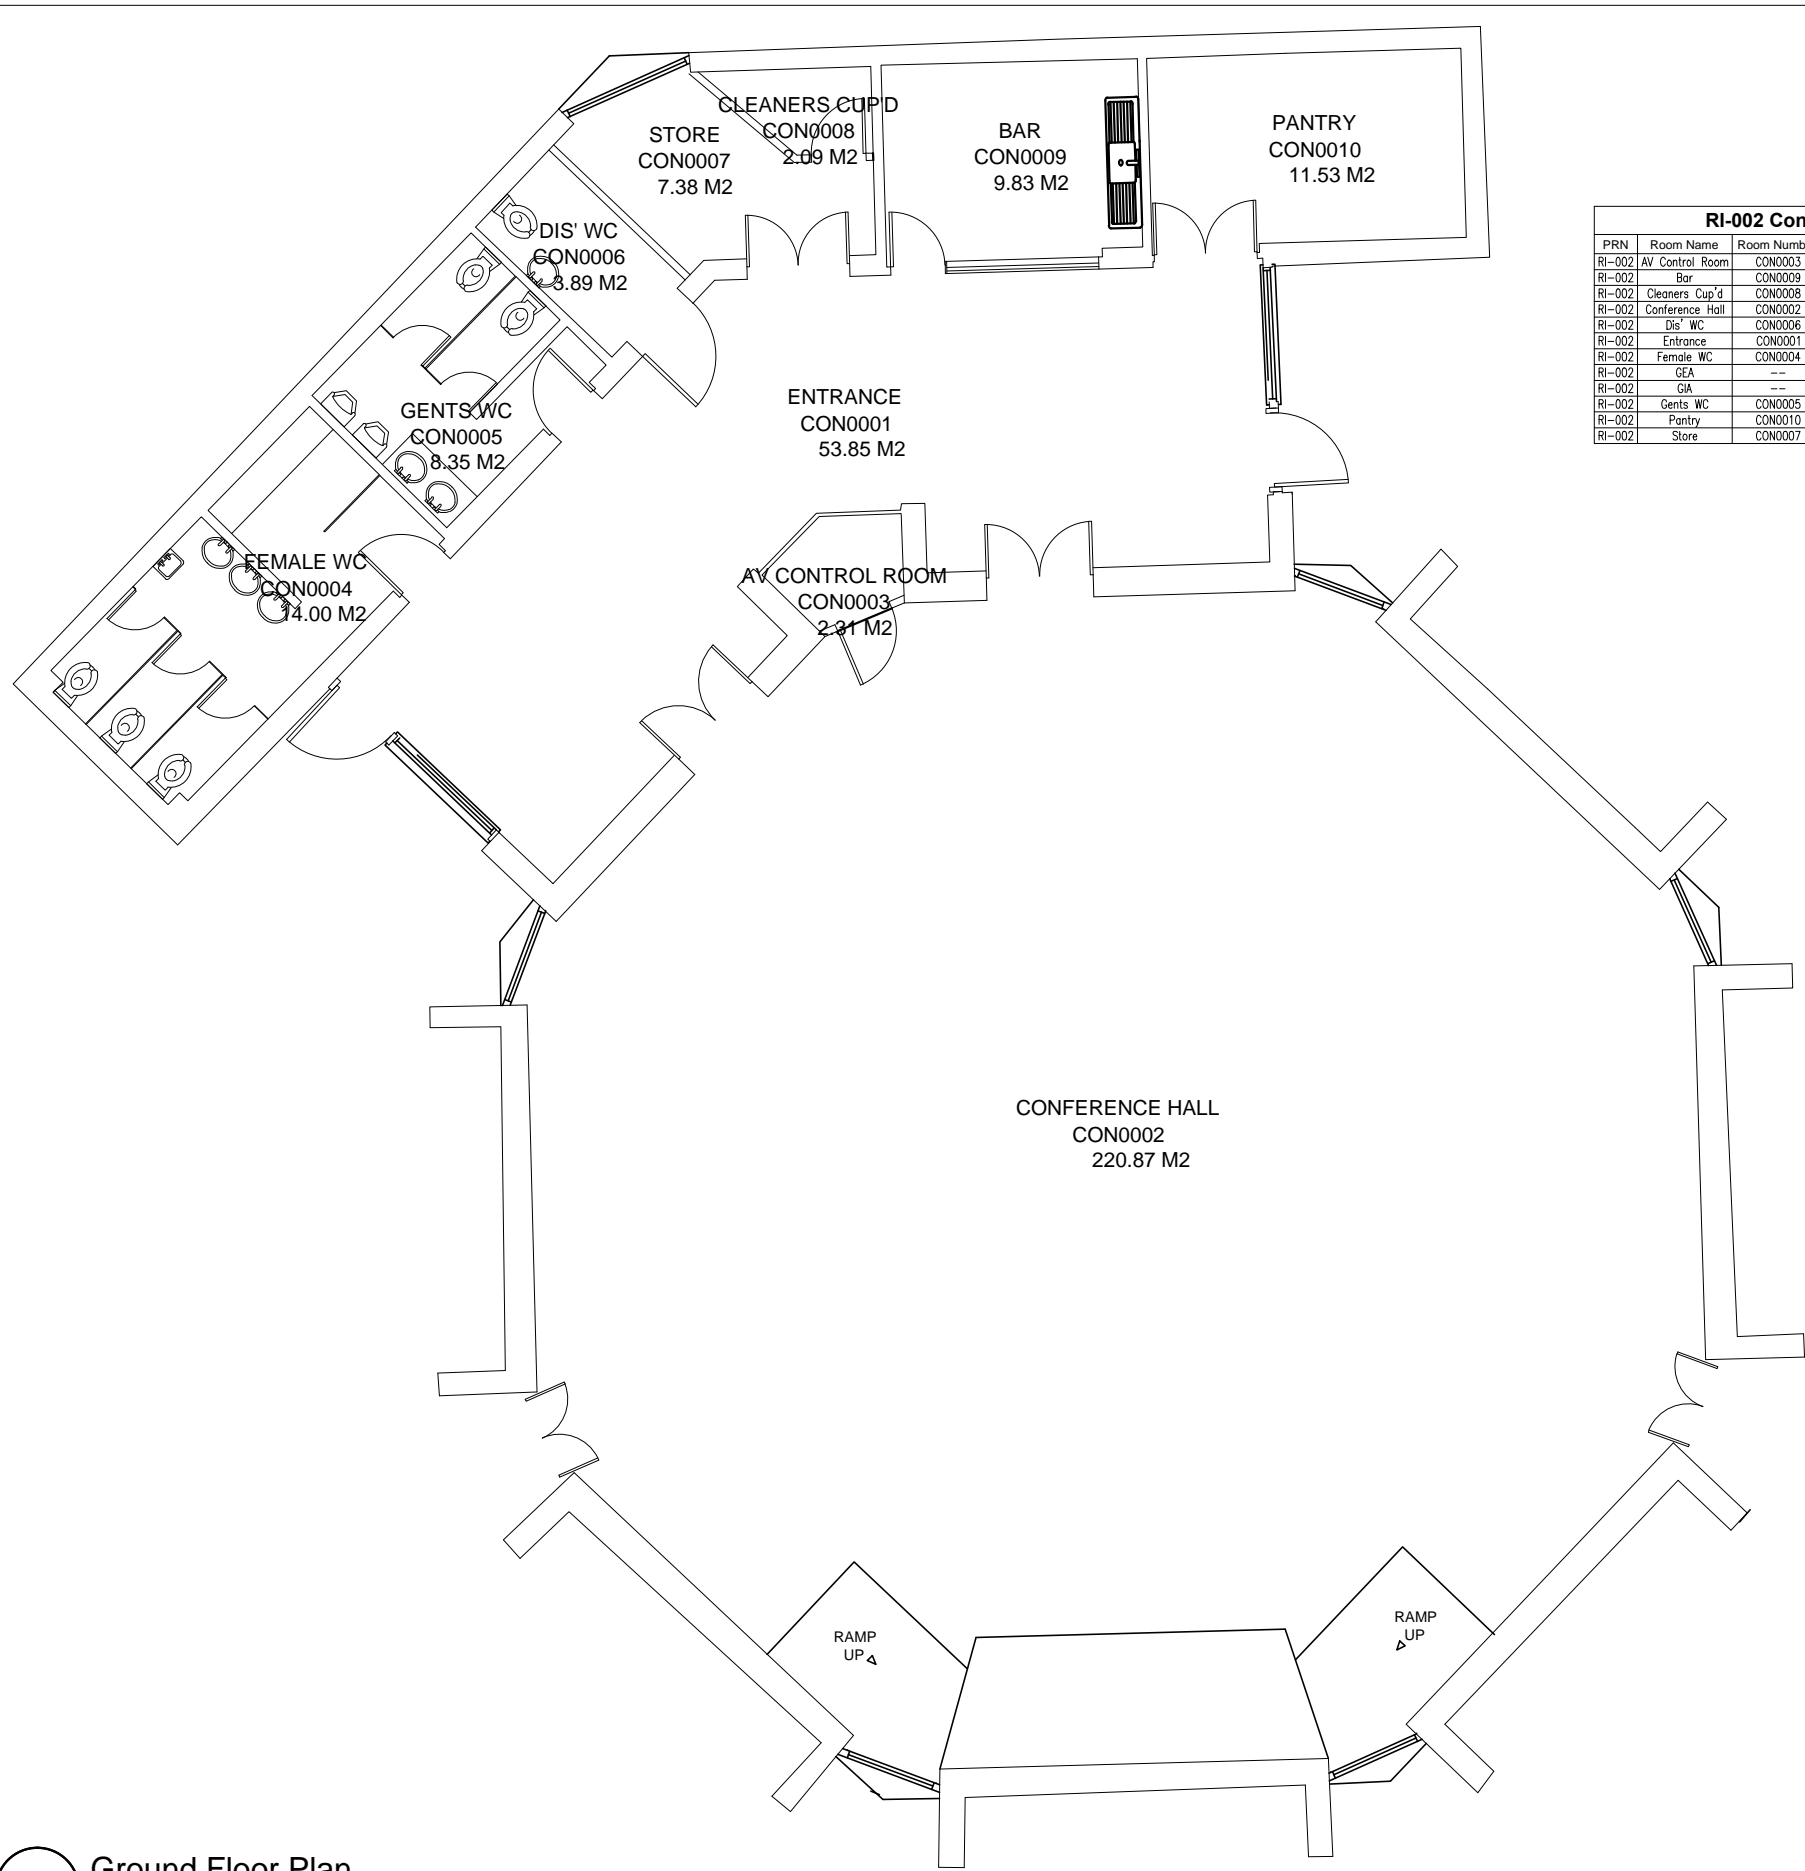 CLEANERS CUP'D
CON0008
2.09 M2
STORE
CON0007
7.38 M2
BAR
CON0009
9.83 M2
PANTRY
CON0010
11.53 M2
DIS' WC
CON0006
3.89 M2
GENTS WC
CON0005
8.35 M2
ENTRANCE
CON0001
53.85 M2
FEMALE WC
CON0004
14.00 M2
AV CONTROL ROOM
CON0003
2.31 M2
CONFERENCE HALL
CON0002
220.87 M2
RAMP
UP
RAMP
UP
RI-002 Con
PRN Room Name Room Numb
RI-002 AV Control Room CON0003
RI-002 Bar CON0009
RI-002 Cleaners Cup'd CON0008
RI-002 Conference Hall CON0002
RI-002 Dis' WC CON0006
RI-002 Entrance CON0001
RI-002 Female WC CON0004
RI-002 GEA --
RI-002 GIA --
RI-002 Gents WC CON0005
RI-002 Pantry CON0010
RI-002 Store CON0007
Ground Floor Plan